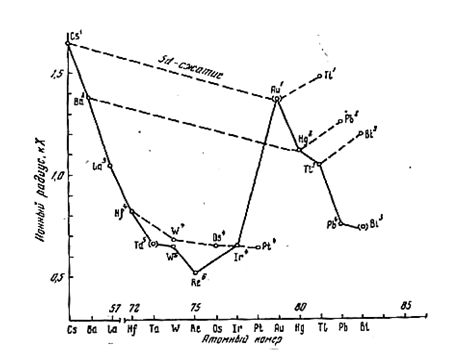 Cs¹
5d-сжатие
Au¹
Tl¹
1,5
Ba²
Pb²
Hg²
Bi²
La³
Tl³
1,0
Hf⁴
W⁴
Os⁴
Pt⁴
Pb⁴
Bi³
Ta⁵
W⁶
Ir⁴
Re⁶
0,5
Ионный радиус, кХ
57 72 75 80 85
Cs Ba La Hf Ta W Re Os Ir Pt Au Hg Tl Pb Bi
Атомный номер